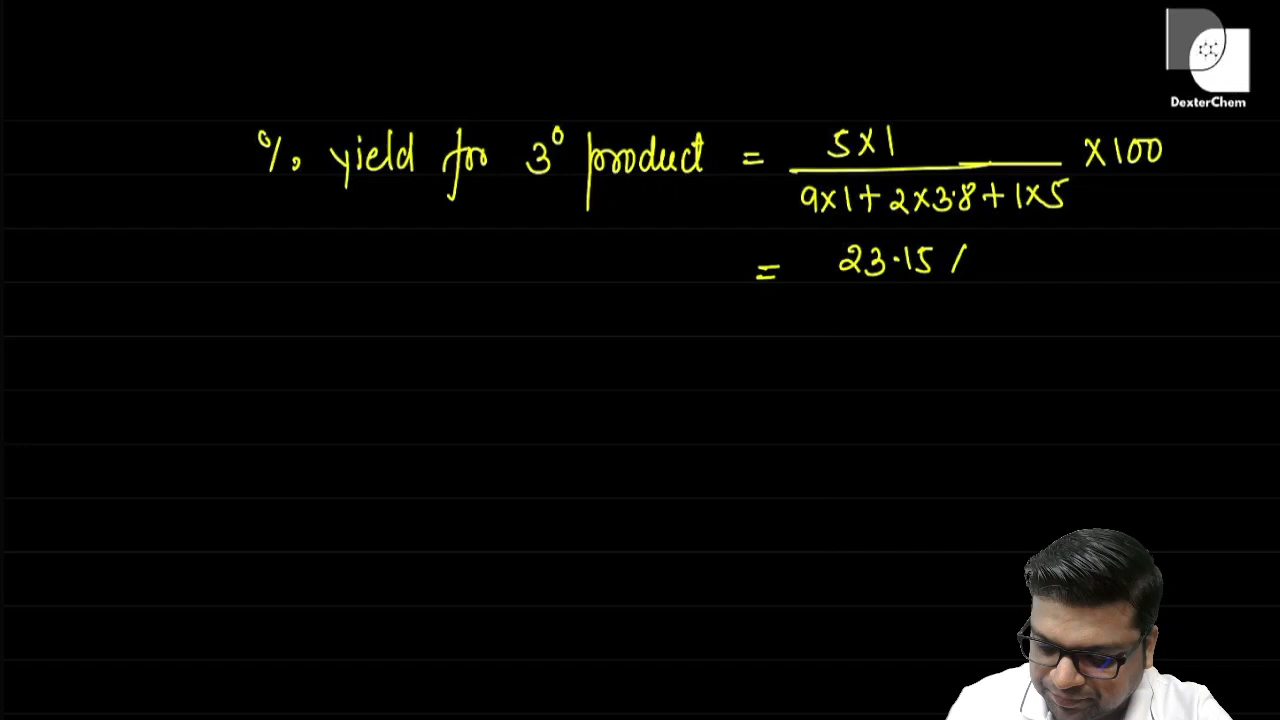 DexterChem
% yield for 3° product = 5×1 / 9×1 + 2×3.8 + 1×5 ×100
= 23.15 /